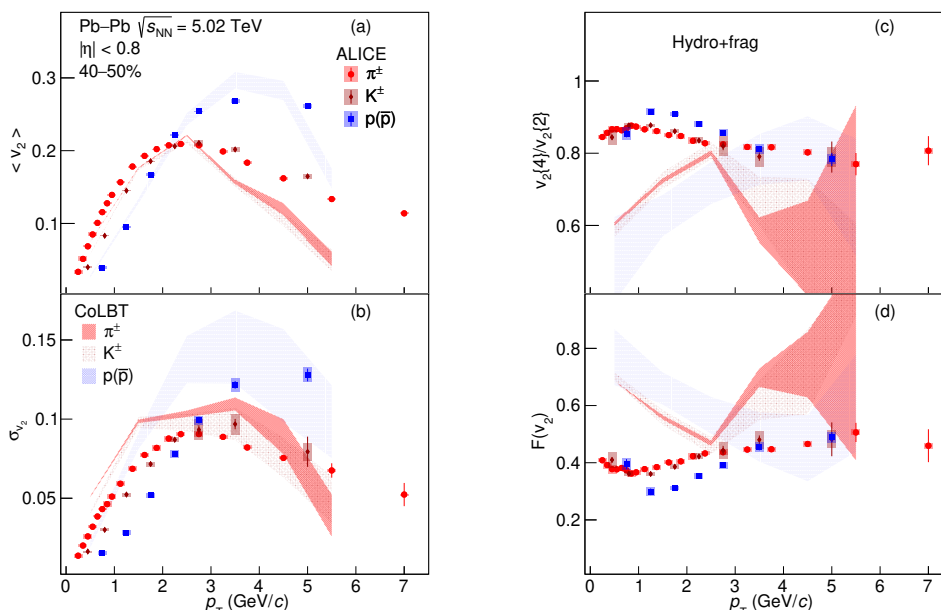 Pb–Pb √sNN = 5.02 TeV
|η| < 0.8
40–50%
(a)
ALICE
π±
K±
p(p̄)
0.3
0.2
0.1
< v2 >
(c)
Hydro+frag
1
0.8
0.6
v2{4}/v2{2}
CoLBT
(b)
π±
K±
p(p̄)
0.15
0.1
0.05
σv2
0 1 2 3 4 5 6 7
pT (GeV/c)
(d)
0.8
0.6
0.4
0.2
0.0
F(v2)
0 1 2 3 4 5 6 7
pT (GeV/c)